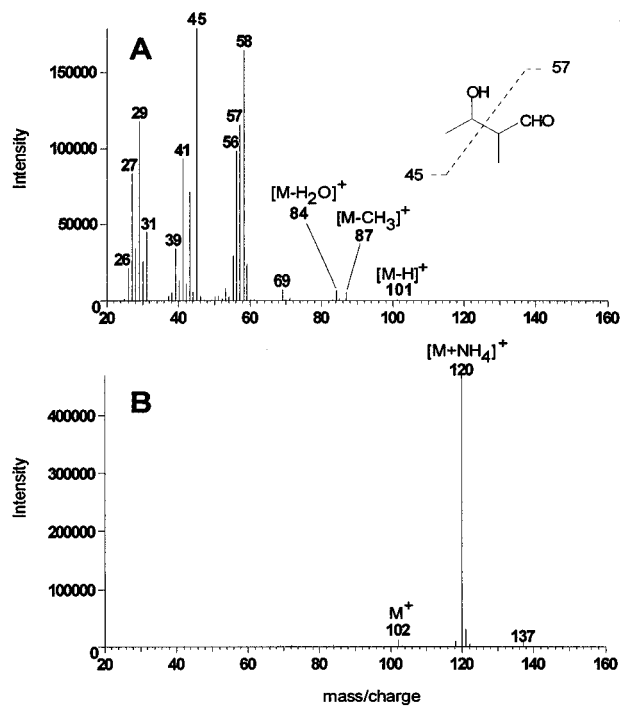 A
Intensity
150000
100000
50000
0
26
27
29
31
39
41
45
56
57
58
69
[M-H₂O]⁺
84
[M-CH₃]⁺
87
[M-H]⁺
101
OH
CHO
57
45
20 40 60 80 100 120 140 160
B
Intensity
400000
300000
200000
100000
0
M⁺
102
[M+NH₄]⁺
120
137
20 40 60 80 100 120 140 160
mass/charge